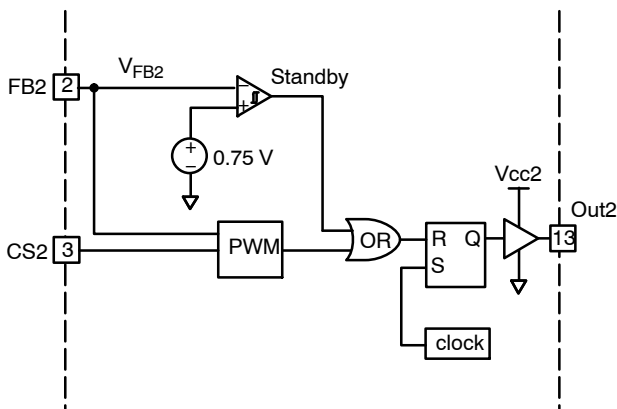 FB2 2 V_FB2
− Standby
+
+
−
0.75 V
Vcc2
Out2
CS2 3 PWM OR R Q 13
S
clock